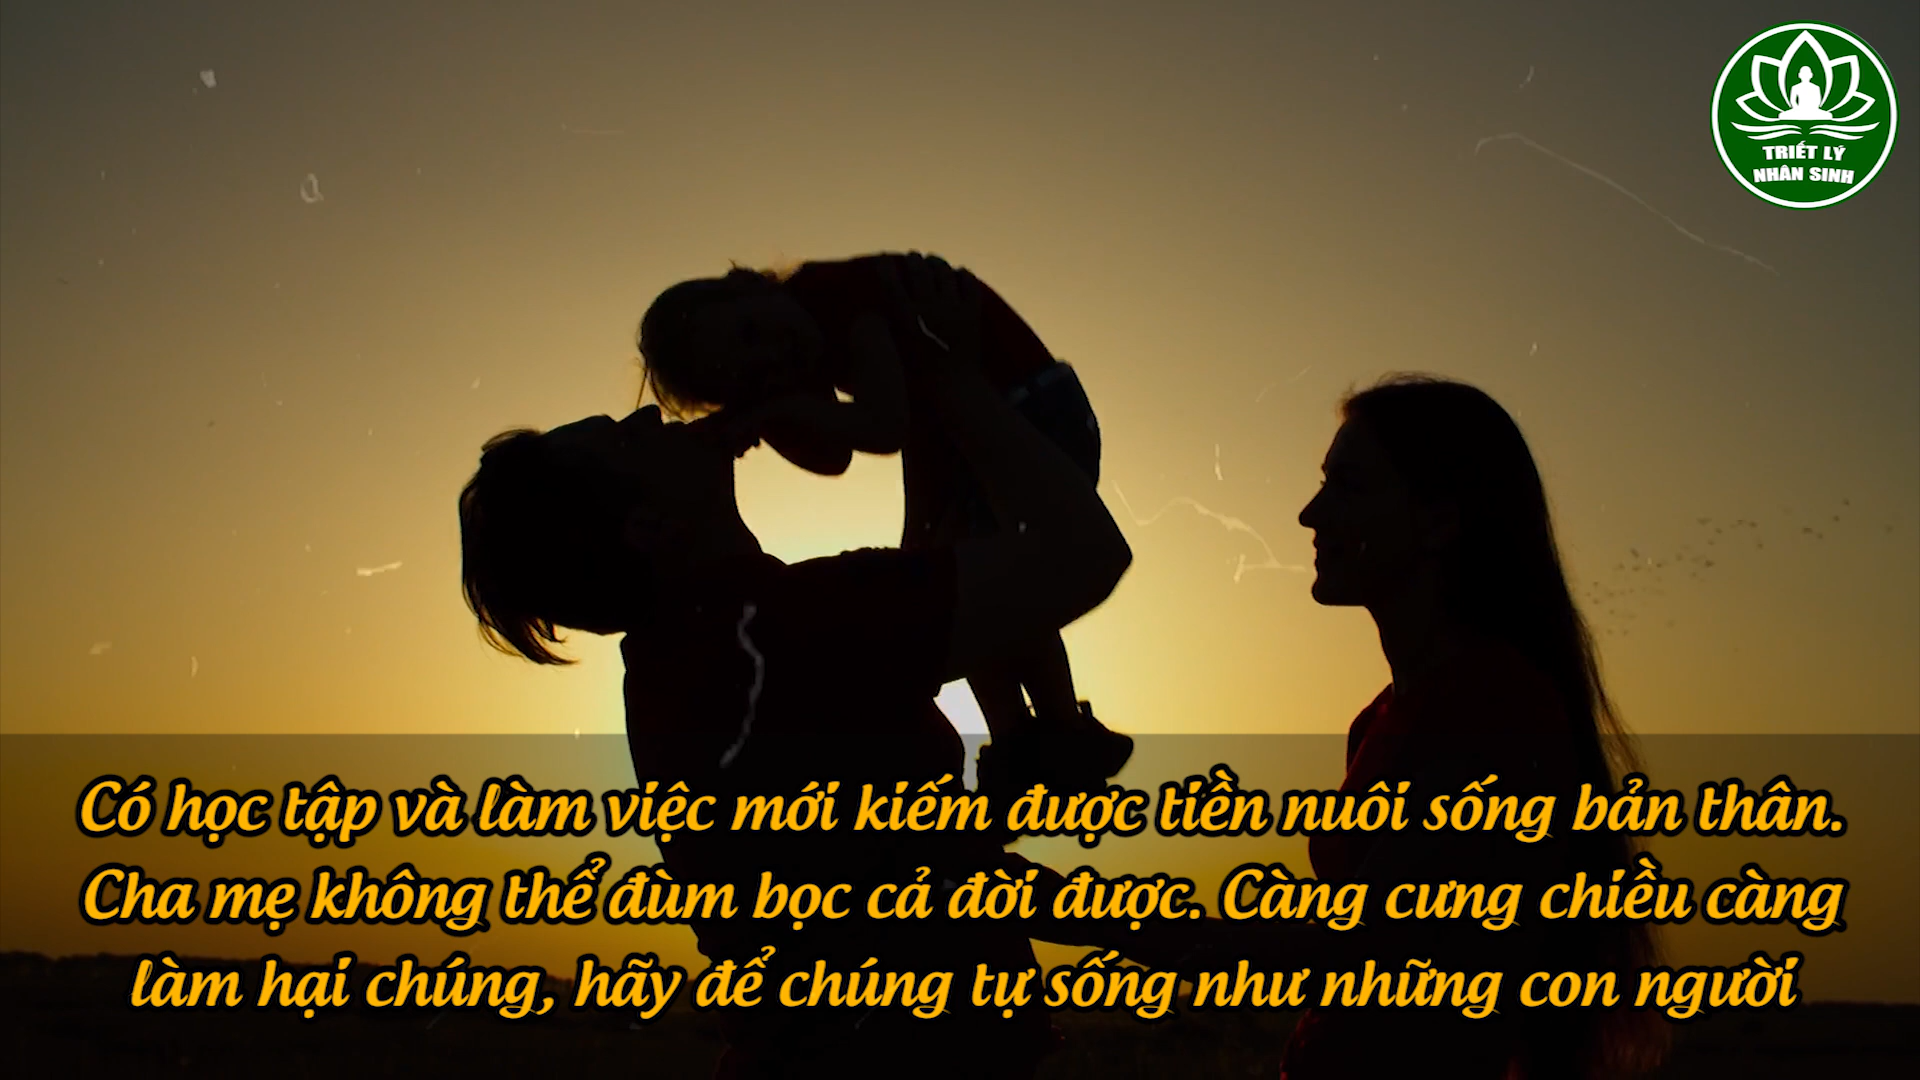 TRIẾT LÝ
NHÂN SINH
Có học tập và làm việc mới kiếm được tiền nuôi sống bản thân.
Cha mẹ không thể đùm bọc cả đời được. Càng cưng chiều càng
làm hại chúng, hãy để chúng tự sống như những con người